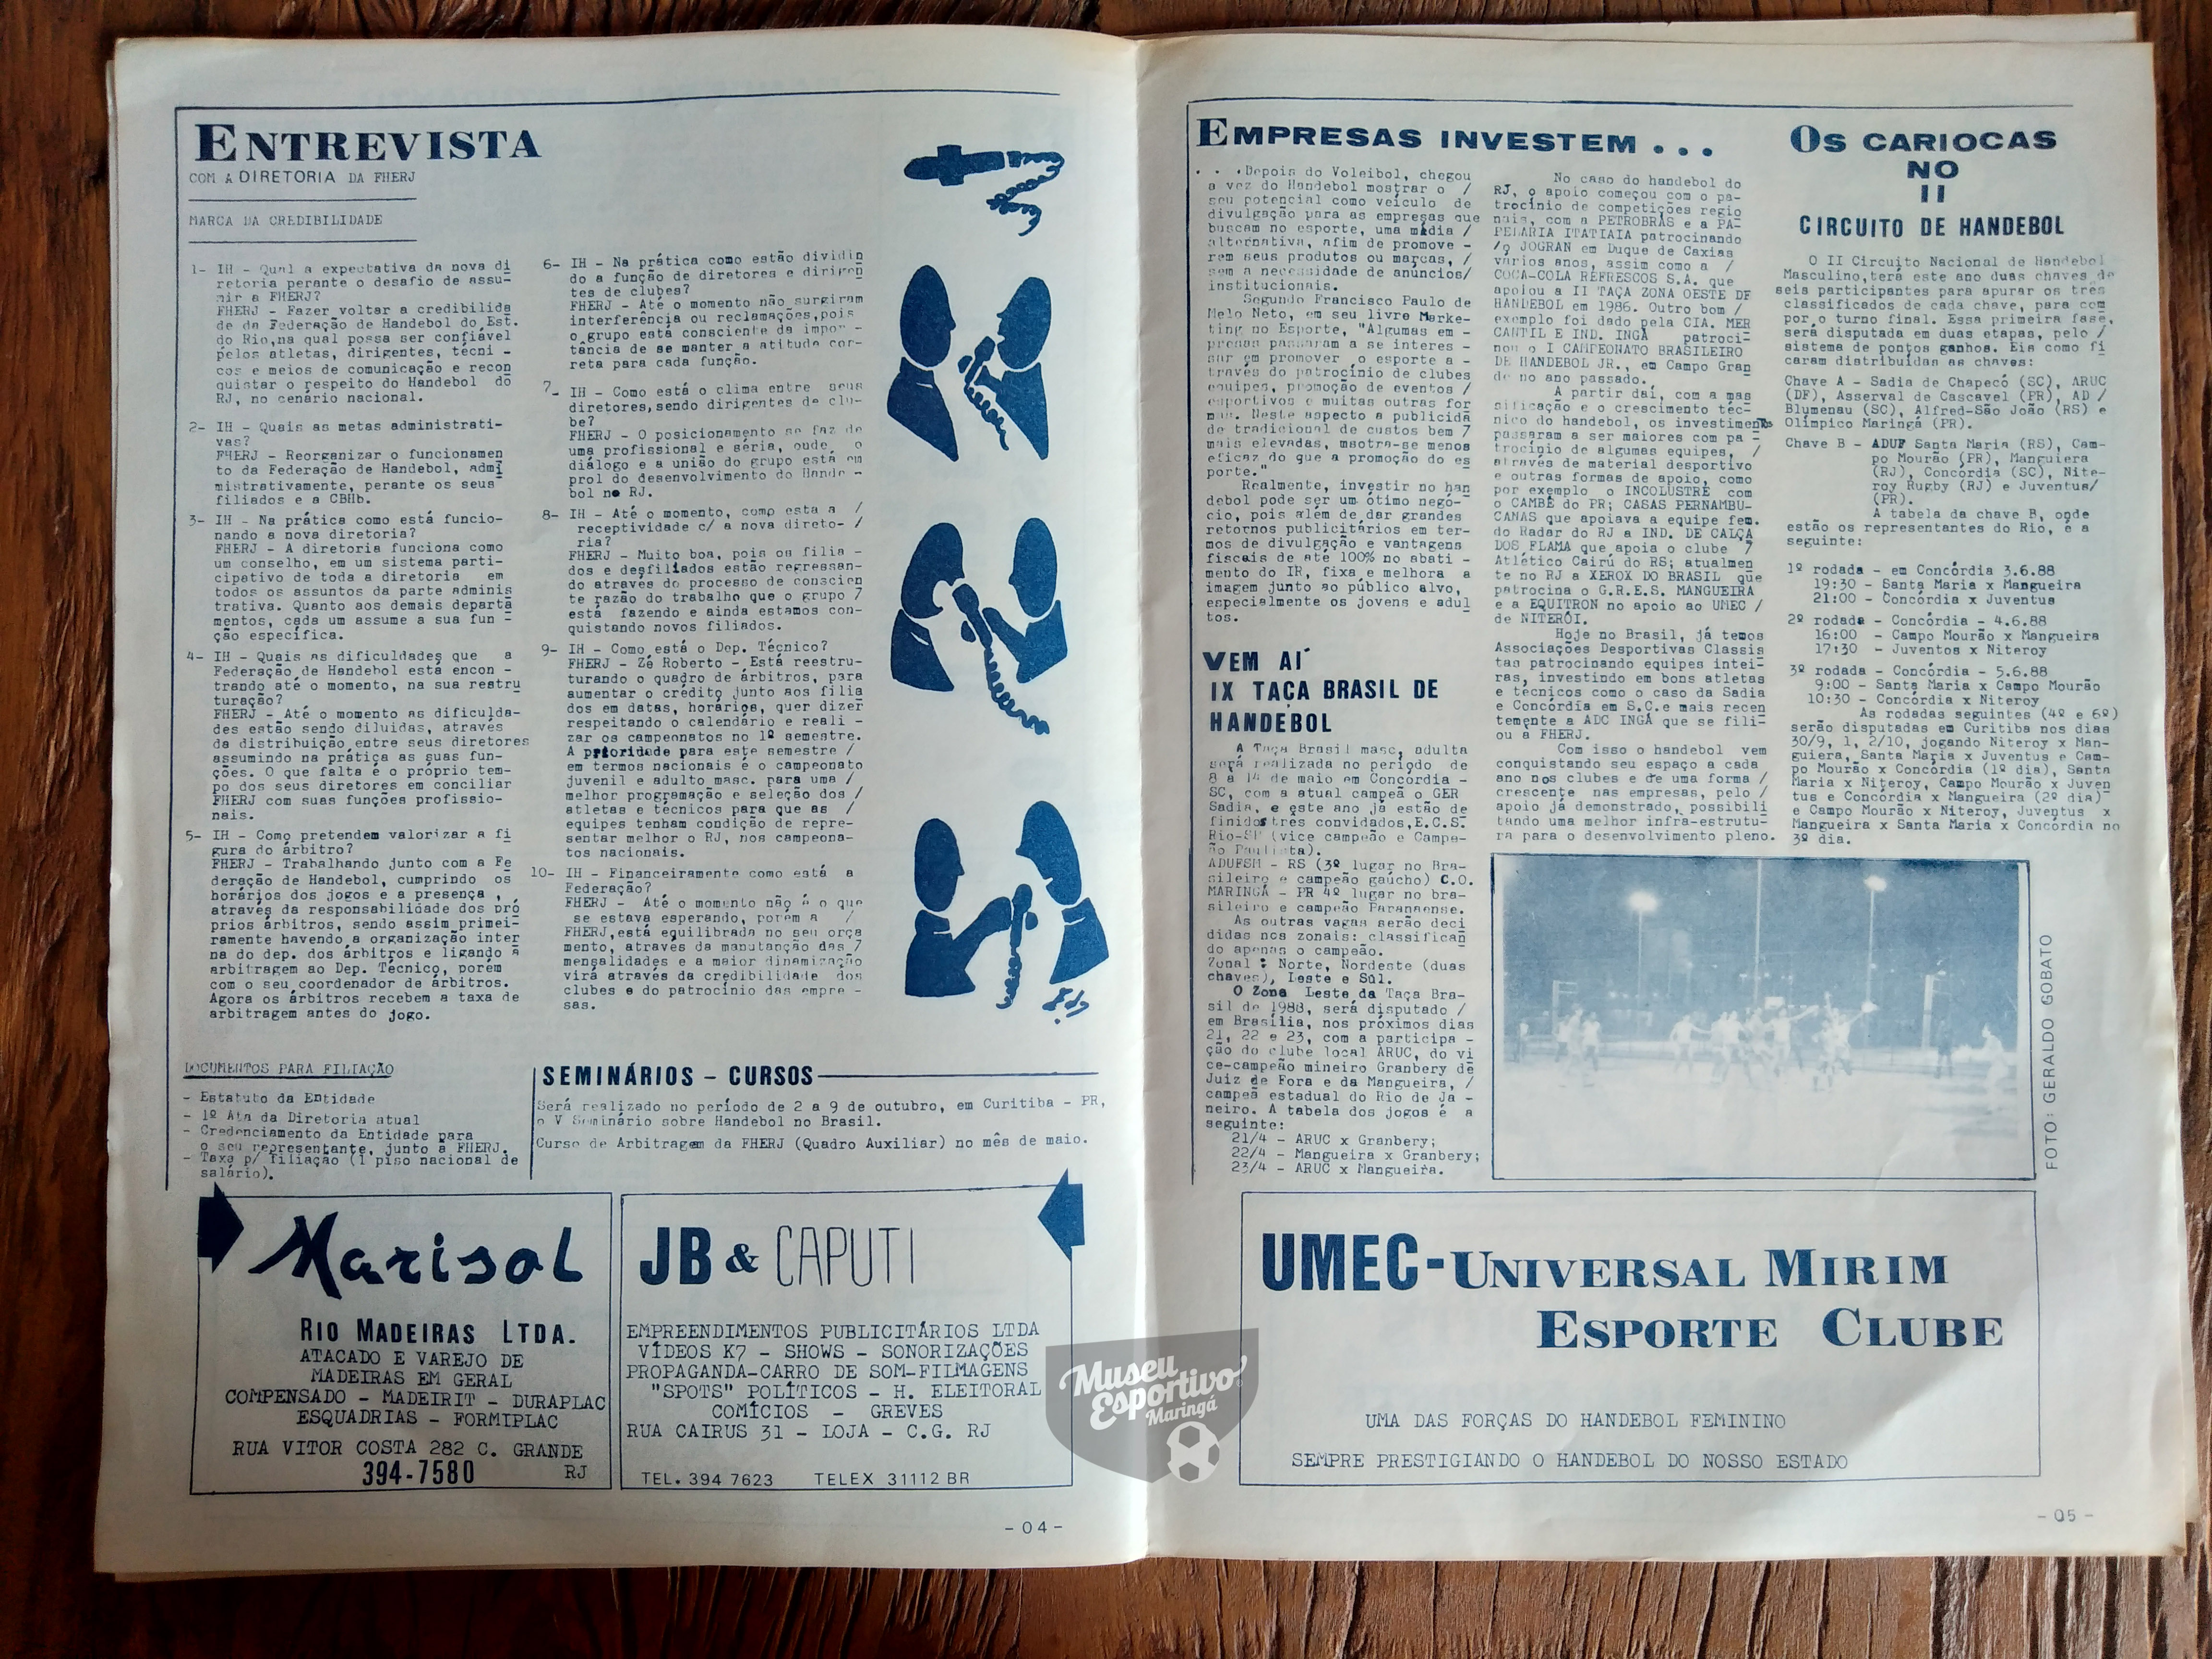 ENTREVISTA
COM A DIRETORIA DA FHERJ
MARCA DA CREDIBILIDADE
1- IH - Qual a expectativa da nova di
retoria perante o desafio de assu-
mir a FHERJ?
FHERJ - Fazer voltar a credibilida
de da Federação de Handebol do Est.
do Rio,na qual possa ser confiável
pelos atletas, dirigentes, técni -
cos e meios de comunicação e recon
quistar o respeito do Handebol do
RJ, no cenário nacional.
2- IH - Quais as metas administrati-
vas?
FHERJ - Reorganizar o funcionamen
to da Federação de Handebol, admi
mistrativamente, perante os seus
filiados e a CBHb.
3- IH - Na prática como está funcio-
nando a nova diretoria?
FHERJ - A diretoria funciona como
um conselho, em um sistema parti-
cipativo de toda a diretoria em
todos os assuntos da parte adminis
trativa. Quanto aos demais departa
mentos, cada um assume a sua fun -
ção específica.
4- IH - Quais as dificuldades que a
Federação de Handebol está encon -
trando até o momento, na sua restru
turação?
FHERJ - Até o momento as dificulda-
des estão sendo diluidas, através
da distribuição entre seus diretores
assumindo na prática as suas fun-
ções. O que falta é o próprio tem-
po dos seus diretores em conciliar
FHERJ com suas funções profissio-
nais.
5- IH - Como pretendem valorizar a fi
gura do árbitro?
FHERJ - Trabalhando junto com a Fe
deração de Handebol, cumprindo os
horários dos jogos e a presença ,
através da responsabilidade dos pró
prios árbitros, sendo assim primei-
ramente havendo a organização inter
na do dep. dos árbitros e ligando a
arbitragem ao Dep. Técnico, porém
com o seu coordenador de árbitros.
Agora os árbitros recebem a taxa de
arbitragem antes do jogo.
6- IH - Na prática como estão dividin
do a função de diretores e dirigen
tes de clubes?
FHERJ - Até o momento não surgiram
interferência ou reclamações,pois
o grupo está consciente da impor -
tância de se manter a atitude cor-
reta para cada função.
7- IH - Como está o clima entre seus
diretores,sendo dirigentes de clu-
be?
FHERJ - O posicionamento se faz de
uma profissional e séria, onde o
diálogo e a união do grupo está em
prol do desenvolvimento do Hande -
bol no RJ.
8- IH - Até o momento, como esta a /
receptividade c/ a nova direto- /
ria?
FHERJ - Muito boa, pois os filia -
dos e desfiliados estão regressan-
do através do processo de conscien
te razão do trabalho que o grupo 7
está fazendo e ainda estamos con-
quistando novos filiados.
9- IH - Como está o Dep. Técnico?
FHERJ - Zé Roberto - Está reestru-
turando o quadro de árbitros, para
aumentar o crédito junto aos filia
dos em datas, horários, quer dizer
respeitando o calendário e reali -
zar os campeonatos no 1º semestre.
A prioridade para este semestre /
em termos nacionais é o campeonato
juvenil e adulto masc. para uma /
melhor programação e seleção dos /
atletas e técnicos para que as /
equipes tenham condição de repre-
sentar melhor o RJ, nos campeona-
tos nacionais.
10- IH - Financeiramente como está a
Federação?
FHERJ - Até o momento não é o que
se estava esperando, porém a /
FHERJ,está equilibrada no seu orça
mento, através da manutanção das 7
mensalidades e a maior dinamização
virá através da credibilidade dos
clubes e do patrocínio das empre -
sas.
DOCUMENTOS PARA FILIAÇÃO
- Estatuto da Entidade
- 1º Ata da Diretoria atual
- Credenciamento da Entidade para
o seu representante, junto a FHERJ.
- Taxa p/ filiação (1 piso nacional de
salário).
SEMINÁRIOS - CURSOS
Será realizado no período de 2 a 9 de outubro, em Curitiba - PR,
o V Seminário sobre Handebol no Brasil.
Curso de Arbitragem da FHERJ (Quadro Auxiliar) no mês de maio.
Marisol
RIO MADEIRAS LTDA.
ATACADO E VAREJO DE
MADEIRAS EM GERAL
COMPENSADO - MADEIRIT - DURAPLAC
ESQUADRIAS - FORMIPLAC
RUA VITOR COSTA 282 C. GRANDE
394-7580 RJ
JB & CAPUTI
EMPREENDIMENTOS PUBLICITÁRIOS LTDA
VÍDEOS K7 - SHOWS - SONORIZAÇÕES
PROPAGANDA-CARRO DE SOM-FILMAGENS
"SPOTS" POLÍTICOS - H. ELEITORAL
COMÍCIOS - GREVES
RUA CAIRUS 31 - LOJA - C.G. RJ
TEL. 394 7623 TELEX 31112 BR
- 04 -
EMPRESAS INVESTEM ...
. . .Depois do Voleibol, chegou
a vez do Handebol mostrar o /
seu potencial como veículo de
divulgação para as empresas que
buscam no esporte, uma mídia /
alternativa, afim de promove -
rem seus produtos ou marcas, /
sem a necessidade de anúncios/
institucionais.
Segundo Francisco Paulo de
Melo Neto, em seu livre Marke-
ting no Esporte, "Algumas em -
presas passaram a se interes -
sar em promover o esporte a -
través do patrocínio de clubes
equipes, promoção de eventos /
esportivos e muitas outras for
mas. Neste aspecto a publicida
de tradicional de custos bem 7
mais elevadas, msotra-se menos
eficaz do que a promoção do es
porte."
Realmente, investir no han
debol pode ser um ótimo negó-
cio, pois além de dar grandes
retornos publicitários em ter-
mos de divulgação e vantagens
fiscais de até 100% no abati -
mento do IR, fixa e melhora a
imagem junto ao público alvo,
especialmente os jovens e adul
tos.
VEM AÍ
IX TAÇA BRASIL DE
HANDEBOL
A Taça Brasil masc. adulta
será realizada no período de
8 a 14 de maio em Concórdia -
SC, com a atual campeã o GER
Sadia, e este ano já estão de
finidos três convidados,E.C.S.
Rio-SP (vice campeão e Campe-
ão Paulista).
ADUFSM - RS (3º lugar no Bra-
sileiro e campeão gaúcho) C.O.
MARINGÁ - PR 4º lugar no bra-
sileiro e campeão Paranaense.
As outras vagas serão deci
didas nos zonais: classifican
do apenas o campeão.
Zonal : Norte, Nordeste (duas
chaves), Leste e Sul.
O Zona Leste da Taça Bra-
sil de 1988, será disputado /
em Brasília, nos próximos dias
21, 22 e 23, com a participa -
ção do clube local ARUC, do vi
ce-campeão mineiro Granbery de
Juiz de Fora e da Mangueira, /
campeã estadual do Rio de Ja -
neiro. A tabela dos jogos é a
seguinte:
21/4 - ARUC x Granbery;
22/4 - Mangueira x Granbery;
23/4 - ARUC x Mangueira.
No caso do handebol do
RJ, o apoio começou com o pa-
trocínio de competições regio
nais, com a PETROBRÁS e a PA-
PELARIA ITATIAIA patrocinando
/o JOGRAN em Duque de Caxias
vários anos, assim como a /
COCA-COLA REFRESCOS S.A. que
apoiou a II TAÇA ZONA OESTE DE
HANDEBOL em 1986. Outro bom /
exemplo foi dado pela CIA. MER
CANTIL E IND. INGÁ patroci-
nou o I CAMPEONATO BRASILEIRO
DE HANDEBOL JR., em Campo Gran
de no ano passado.
A partir daí, com a mas
sificação e o crescimento téc-
nico do handebol, os investimentos
passaram a ser maiores com pa -
trocínio de algumas equipes, /
através de material desportivo
e outras formas de apoio, como
por exemplo o INCOLUSTRE com
o CAMBÉ do PR; CASAS PERNAMBU-
CANAS que apoiava a equipe fem.
do Radar do RJ a IND. DE CALÇA
DOS FLAMA que apoia o clube 7
Atlético Cairú do RS; atualmen
te no RJ a XEROX DO BRASIL que
patrocina o G.R.E.S. MANGUEIRA
e a EQUITRON no apoio ao UMEC /
de NITERÓI.
Hoje no Brasil, já temos
Associações Desportivas Classis
tas patrocinando equipes intei-
ras, investindo em bons atletas
e técnicos como o caso da Sadia
e Concórdia em S.C.e mais recen
temente a ADC INGÁ que se fili-
ou a FHERJ.
Com isso o handebol vem
conquistando seu espaço a cada
ano nos clubes e de uma forma /
crescente nas empresas, pelo /
apoio já demonstrado, possibili
tando uma melhor infra-estrutu-
ra para o desenvolvimento pleno.
OS CARIOCAS
NO
II
CIRCUITO DE HANDEBOL
O II Circuito Nacional de Handebol
Masculino,terá este ano duas chaves de
seis participantes para apurar os três
classificados de cada chave, para com
por o turno final. Essa primeira fase,
será disputada em duas etapas, pelo /
sistema de pontos ganhos. Eis como fi
caram distribuídas as chaves:
Chave A - Sadia de Chapecó (SC), ARUC
(DF), Asserval de Cascavel (PR), AD /
Blumenau (SC), Alfred-São João (RS) e
Olímpico Maringá (PR).
Chave B - ADUF Santa Maria (RS), Cam-
po Mourão (PR), Manguiera
(RJ), Concórdia (SC), Nite-
roy Rugby (RJ) e Juventus/
(PR).
A tabela da chave B, onde
estão os representantes do Rio, é a
seguinte:
1º rodada - em Concórdia 3.6.88
19:30 - Santa Maria x Mangueira
21:00 - Concórdia x Juventus
2º rodada - Concórdia - 4.6.88
16:00 - Campo Mourão x Mangueira
17:30 - Juventos x Niteroy
3º rodada - Concórdia - 5.6.88
9:00 - Santa Maria x Campo Mourão
10:30 - Concórdia x Niteroy
As rodadas seguintes (4º e 6º)
serão disputadas em Curitiba nos dias
30/9, 1, 2/10, jogando Niteroy x Man-
guiera, Santa Maria x Juventus e Cam-
po Mourão x Concórdia (1º dia), Santa
Maria x Niteroy, Campo Mourão x Juven
tus e Concórdia x Mangueira (2º dia)
e Campo Mourão x Niteroy, Juventus x
Mangueira x Santa Maria x Concórdia no
3º dia.
FOTO: GERALDO GOBATO
UMEC-UNIVERSAL MIRIM
ESPORTE CLUBE
UMA DAS FORÇAS DO HANDEBOL FEMININO
SEMPRE PRESTIGIANDO O HANDEBOL DO NOSSO ESTADO
- 05 -
Museu
Esportivo
Maringá